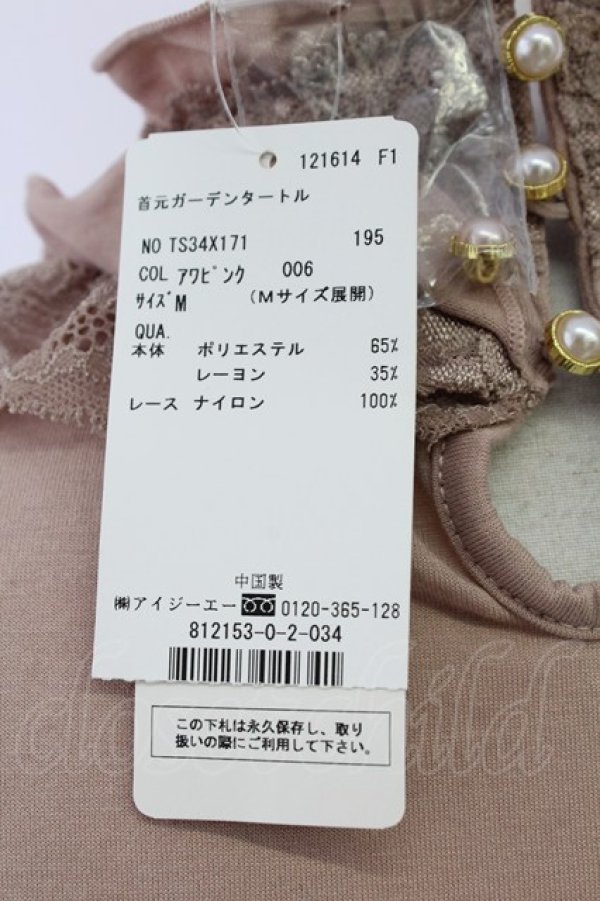 121614 F1
首元ガーデンタートル
NO TS34X171 195
COL アワピンク 006
サイズ M (Mサイズ展開)
QUA.
本体 ポリエステル 65%
レーヨン 35%
レース ナイロン 100%
中国製
㈱アイジーエー 0120-365-128
812153-0-2-034
この下札は永久保存し、取り
扱いの際にご利用して下さい。